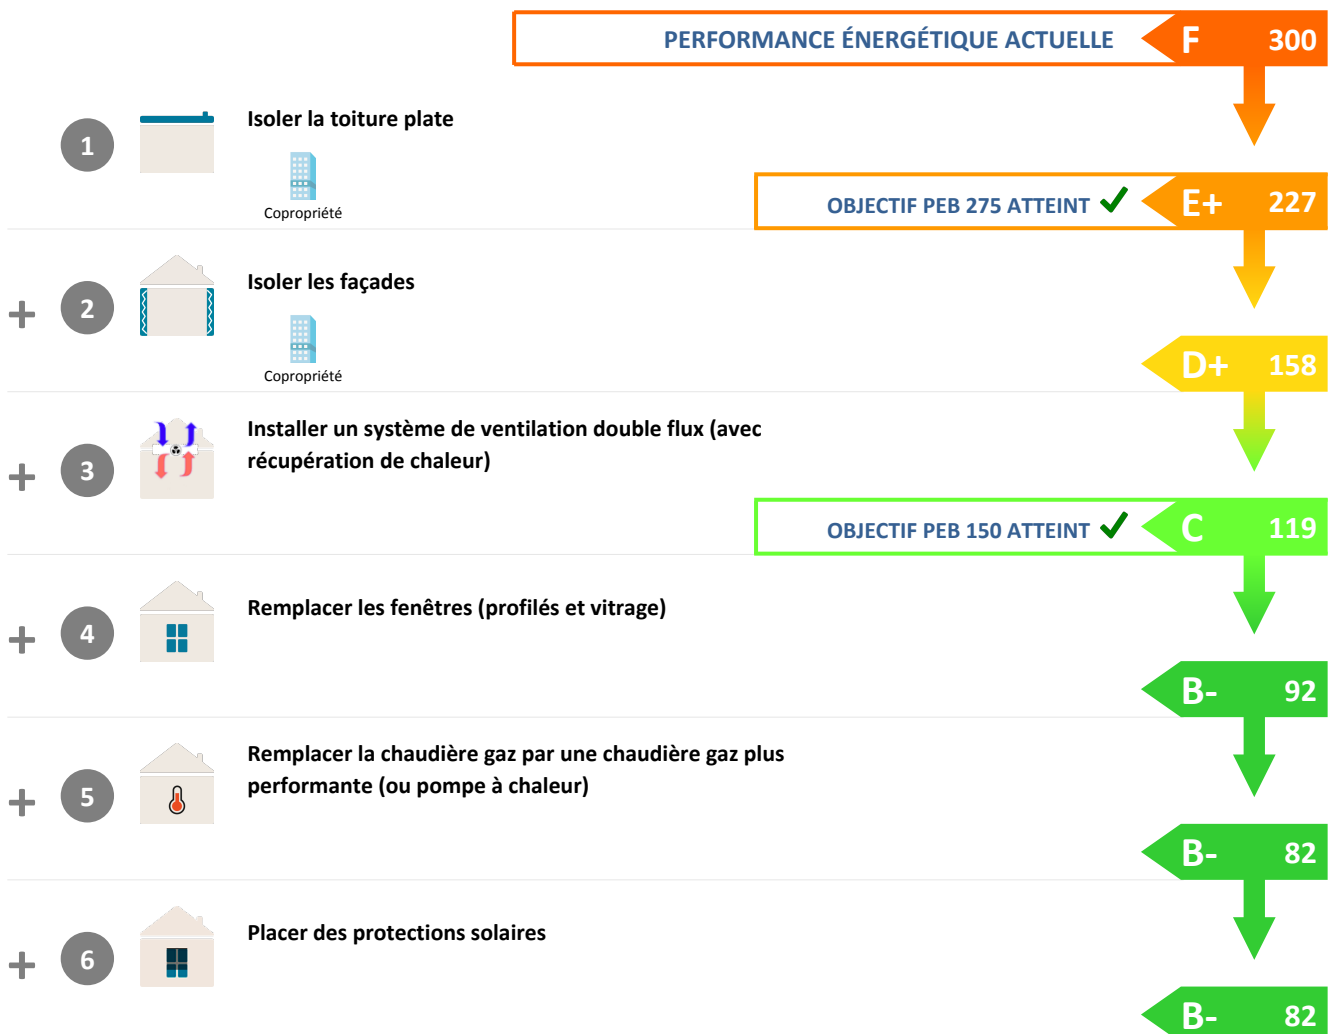 PERFORMANCE ÉNERGÉTIQUE ACTUELLE F 300
1 Isoler la toiture plate
Copropriété
OBJECTIF PEB 275 ATTEINT E+ 227
+ 2 Isoler les façades
Copropriété
D+ 158
+ 3 Installer un système de ventilation double flux (avec
récupération de chaleur)
OBJECTIF PEB 150 ATTEINT C 119
+ 4 Remplacer les fenêtres (profilés et vitrage)
B- 92
+ 5 Remplacer la chaudière gaz par une chaudière gaz plus
performante (ou pompe à chaleur)
B- 82
+ 6 Placer des protections solaires
B- 82